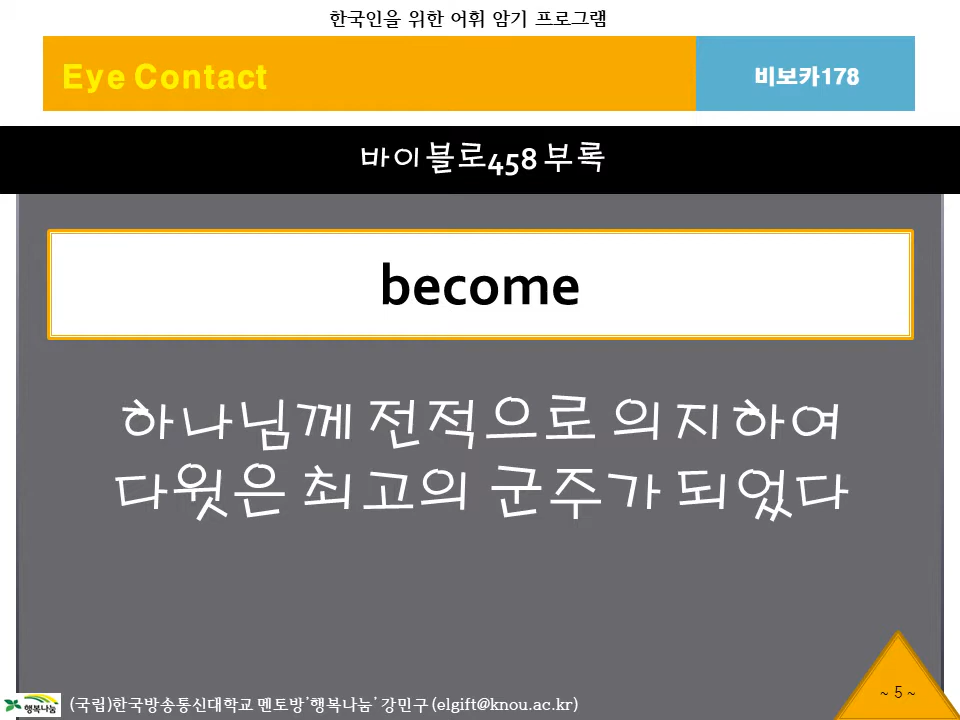 한국인을 위한 어휘 암기 프로그램
Eye Contact
비보카178
바이블로458 부록
become
하나님께 전적으로 의지하여
다윗은 최고의 군주가 되었다
~ 5 ~
행복나눔
(국립)한국방송통신대학교 멘토방'행복나눔' 강민구 (elgift@knou.ac.kr)